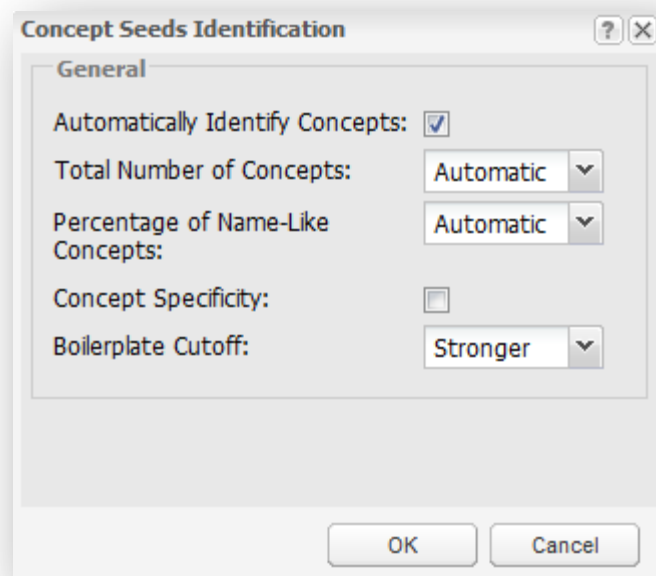 Concept Seeds Identification
General
Automatically Identify Concepts:
Total Number of Concepts: Automatic
Percentage of Name-Like Automatic
Concepts:
Concept Specificity:
Boilerplate Cutoff: Stronger
OK Cancel